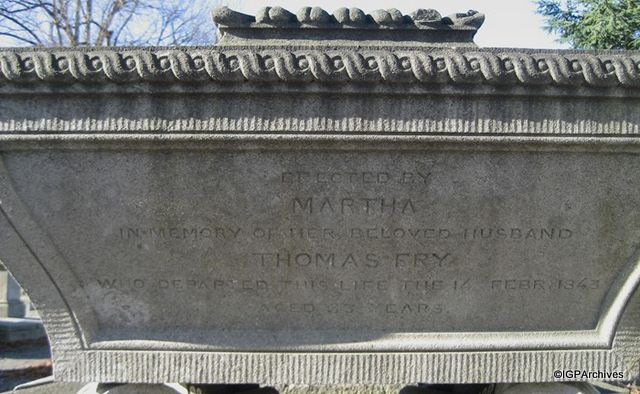 ERECTED BY
MARTHA
IN MEMORY OF HER BELOVED HUSBAND
THOMAS FRY
WHO DEPARTED THIS LIFE THE 14 FEBR. 1843
AGED YEAR
©IGPArchives